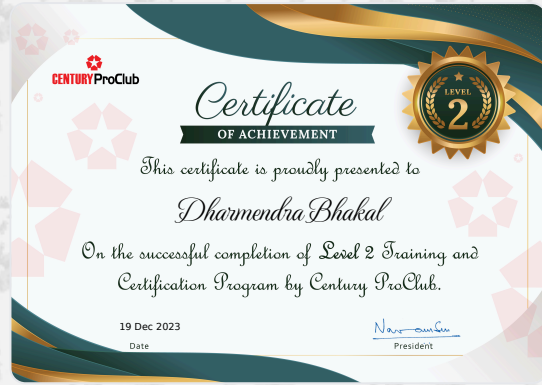 CENTURY ProClub
Certificate
OF ACHIEVEMENT
LEVEL
2
This certificate is proudly presented to
Dharmendra Bhakal
On the successful completion of Level 2 Training and
Certification Program by Century ProClub.
19 Dec 2023
Date
President